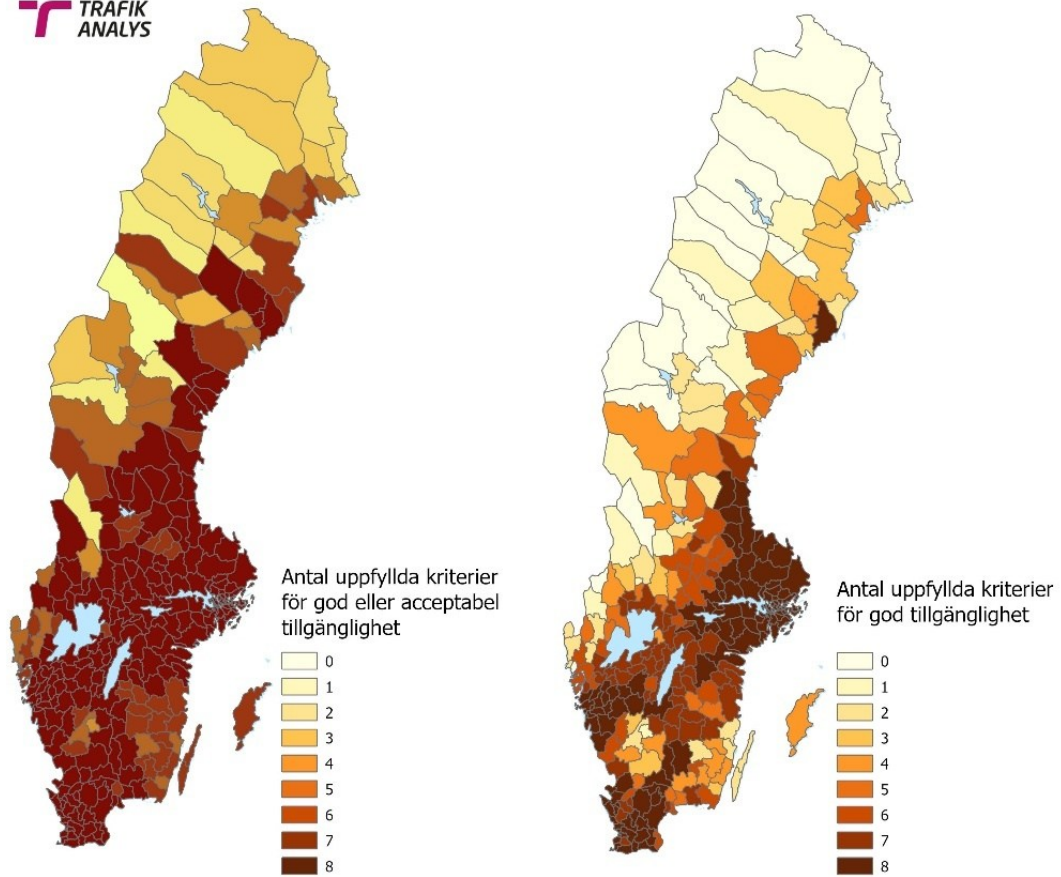 TRAFIK
ANALYS
Antal uppfyllda kriterier
för god eller acceptabel
tillgänglighet
0
1
2
3
4
5
6
7
8
Antal uppfyllda kriterier
för god tillgänglighet
0
1
2
3
4
5
6
7
8